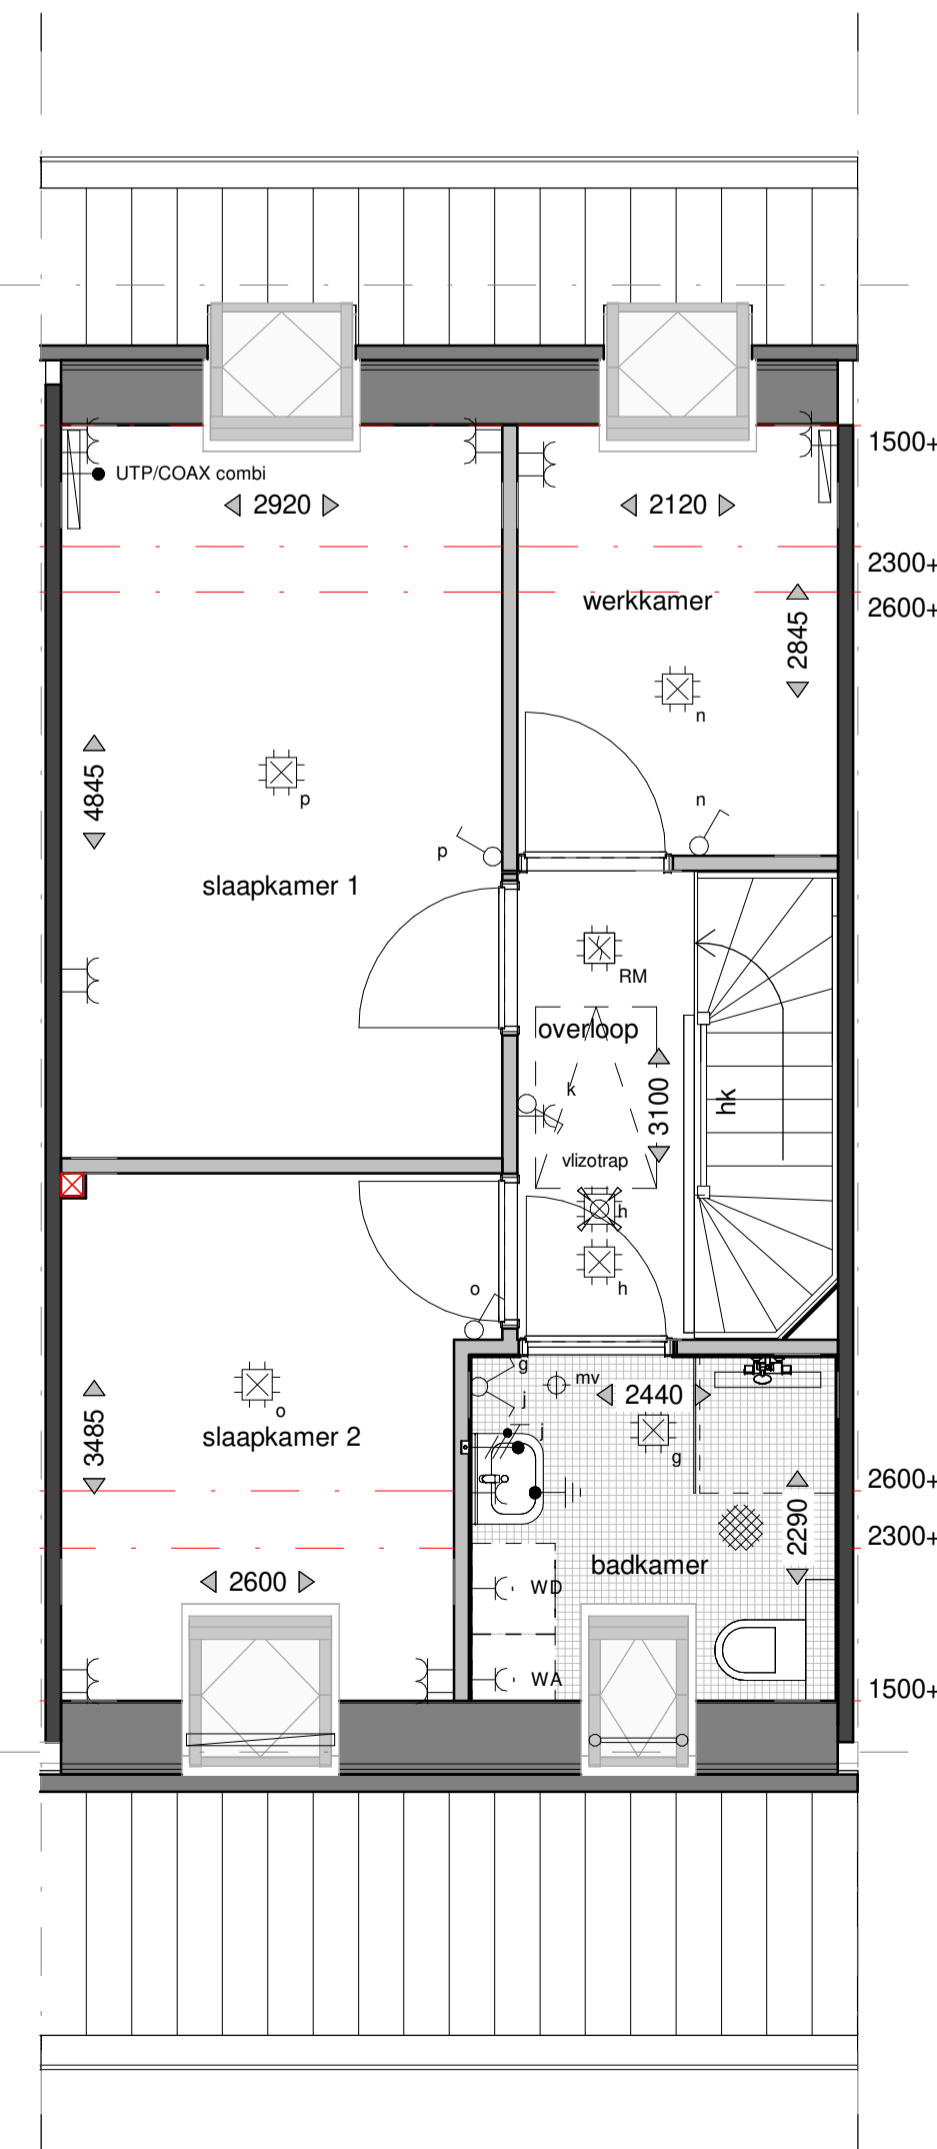 1500+
UTP/COAX combi
2920
2120
2300+
werkkamer
2600+
2845
n
p
4845
n
p
slaapkamer 1
RM
overloop
k
3100
hk
vlizotrap
h
h
o
g
mv
j
2440
o
j
slaapkamer 2
g
3485
2600+
2290
2300+
badkamer
2600
WD
WA
1500+